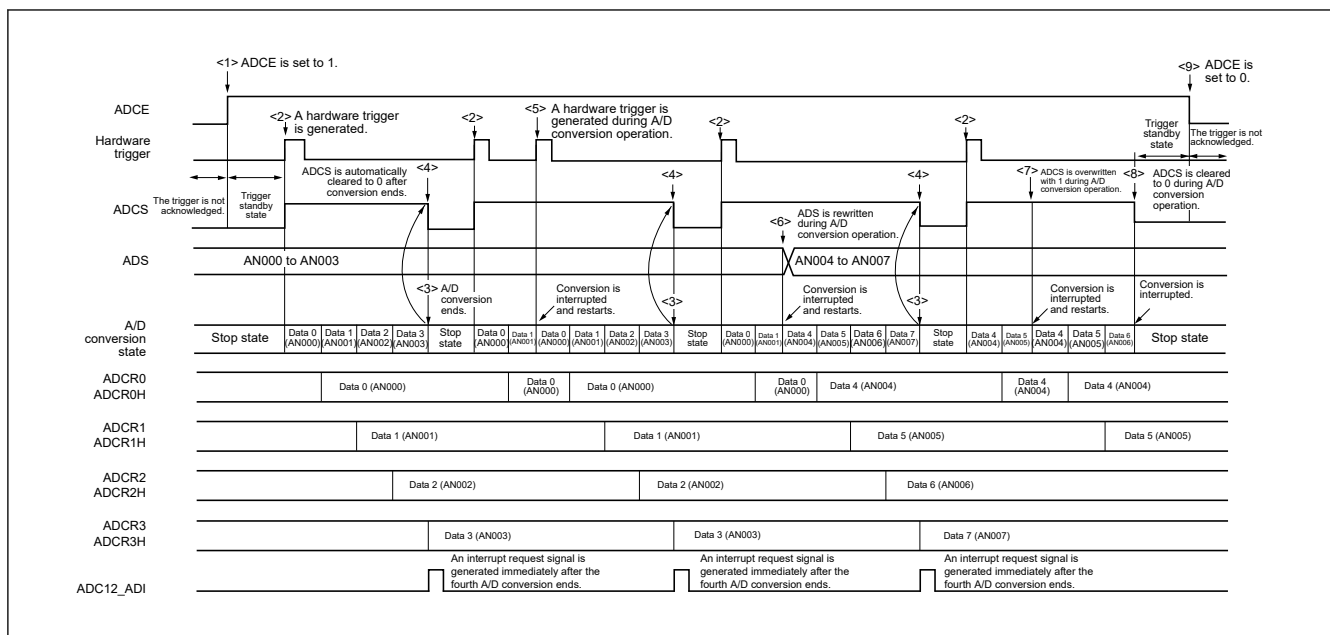 <1> ADCE is set to 1.
<9> ADCE is
set to 0.
ADCE
<2> A hardware trigger
is generated.
<2>
<5> A hardware trigger is
generated during A/D
conversion operation.
<2>
<2>
Trigger
standby
state
The trigger is not
acknowledged.
Hardware
trigger
The trigger is not
acknowledged.
Trigger
standby
state
ADCS is automatically
cleared to 0 after
conversion ends.
<4>
<4>
<4>
<7> ADCS is overwritten
with 1 during A/D
conversion operation.
<8>
ADCS is cleared
to 0 during A/D
conversion
operation.
ADCS
<6> ADS is rewritten
during A/D
conversion operation.
ADS
AN000 to AN003
AN004 to AN007
<3> A/D
conversion
ends.
Conversion is
interrupted
and restarts.
<3>
Conversion is
interrupted
and restarts.
<3>
Conversion is
interrupted
and restarts.
Conversion is
interrupted.
A/D
conversion
state
Stop state
Data 0
(AN000)
Data 1
(AN001)
Data 2
(AN002)
Data 3
(AN003)
Stop
state
Data 0
(AN000)
Data 1
(AN001)
Data 0
(AN000)
Data 1
(AN001)
Data 2
(AN002)
Data 3
(AN003)
Stop
state
Data 0
(AN000)
Data 1
(AN001)
Data 4
(AN004)
Data 5
(AN005)
Data 6
(AN006)
Data 7
(AN007)
Stop
state
Data 4
(AN004)
Data 5
(AN005)
Data 4
(AN004)
Data 5
(AN005)
Data 6
(AN006)
Stop state
ADCR0
ADCR0H
Data 0 (AN000)
Data 0
(AN000)
Data 0 (AN000)
Data 0
(AN000)
Data 4 (AN004)
Data 4
(AN004)
Data 4 (AN004)
ADCR1
ADCR1H
Data 1 (AN001)
Data 1 (AN001)
Data 5 (AN005)
Data 5 (AN005)
ADCR2
ADCR2H
Data 2 (AN002)
Data 2 (AN002)
Data 6 (AN006)
ADCR3
ADCR3H
Data 3 (AN003)
Data 3 (AN003)
Data 7 (AN007)
ADC12_ADI
An interrupt request signal is
generated immediately after the
fourth A/D conversion ends.
An interrupt request signal is
generated immediately after the
fourth A/D conversion ends.
An interrupt request signal is
generated immediately after the
fourth A/D conversion ends.